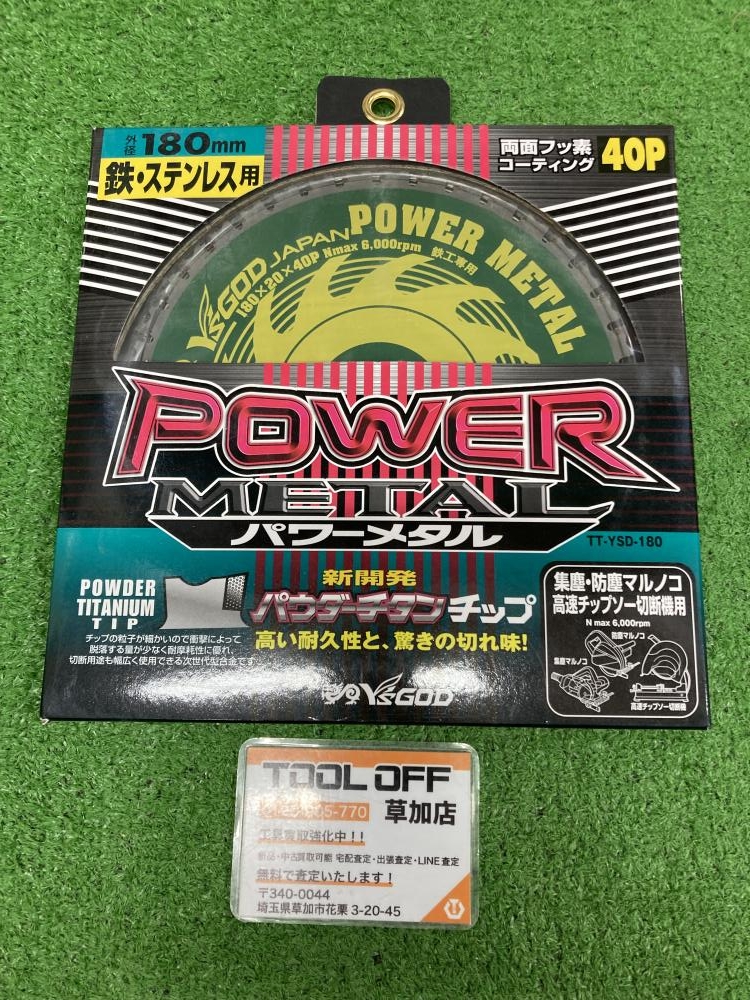 外径 180mm
鉄・ステンレス用
両面フッ素
コーティング 40P
YSGOD JAPAN POWER METAL
180×20×40P Nmax 6,000rpm 鉄工専用
POWER
METAL
パワーメタル
TT-YSD-180
POWDER
TITANIUM
TIP
チップの粒子が細かいので衝撃によって
脱落する量が少なく耐摩耗性に優れ、
切断用途も幅広く使用できる次世代型合金です。
新開発
パウダーチタンチップ
高い耐久性と、驚きの切れ味!
YSGOD
集塵・防塵マルノコ
高速チップソー切断機用
N max 6,000rpm
防塵マルノコ
集塵マルノコ
高速チップソー切断機
TOOL OFF
草加店
工具買取強化中!!
新品・中古買取可能 宅配査定・出張査定・LINE査定
無料で査定いたします!
〒340-0044
埼玉県草加市花栗 3-20-45